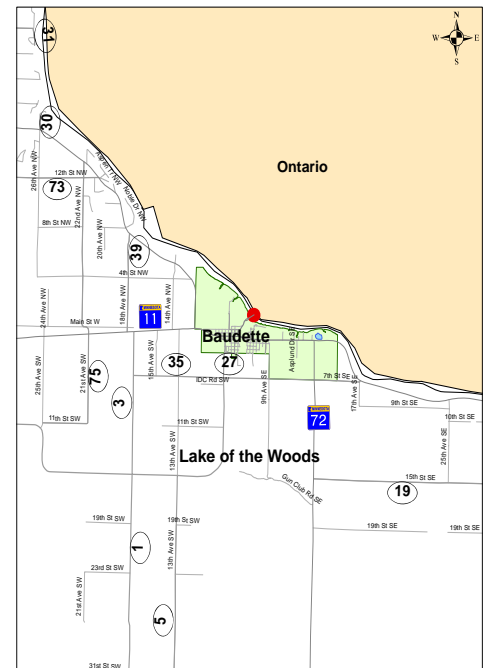 N
W E
S
31
30
Ontario
26th Ave NW
12th St NW
73
22nd Ave NW
Noble Dr NW
8th St NW
20th Ave NW
39
4th St NW
24th Ave NW
Main St W
18th Ave NW
14th Ave NW
MINNESOTA
11
Baudette
Asplund Dr SE
25th Ave SW
21st Ave SW
75
15th Ave SW
35
27
IDC Rd SW
9th Ave SE
7th St SE
17th Ave SE
3
9th St SE
MINNESOTA
72
11th St SW
11th St SW
10th St SE
13th Ave SW
Lake of the Woods
25th Ave SE
Gun Club Rd SE
15th St SE
19
19th St SW
19th St SW
19th St SE
19th St SE
1
13th Ave SW
23rd St SW
21st Ave SW
5
31st St SW